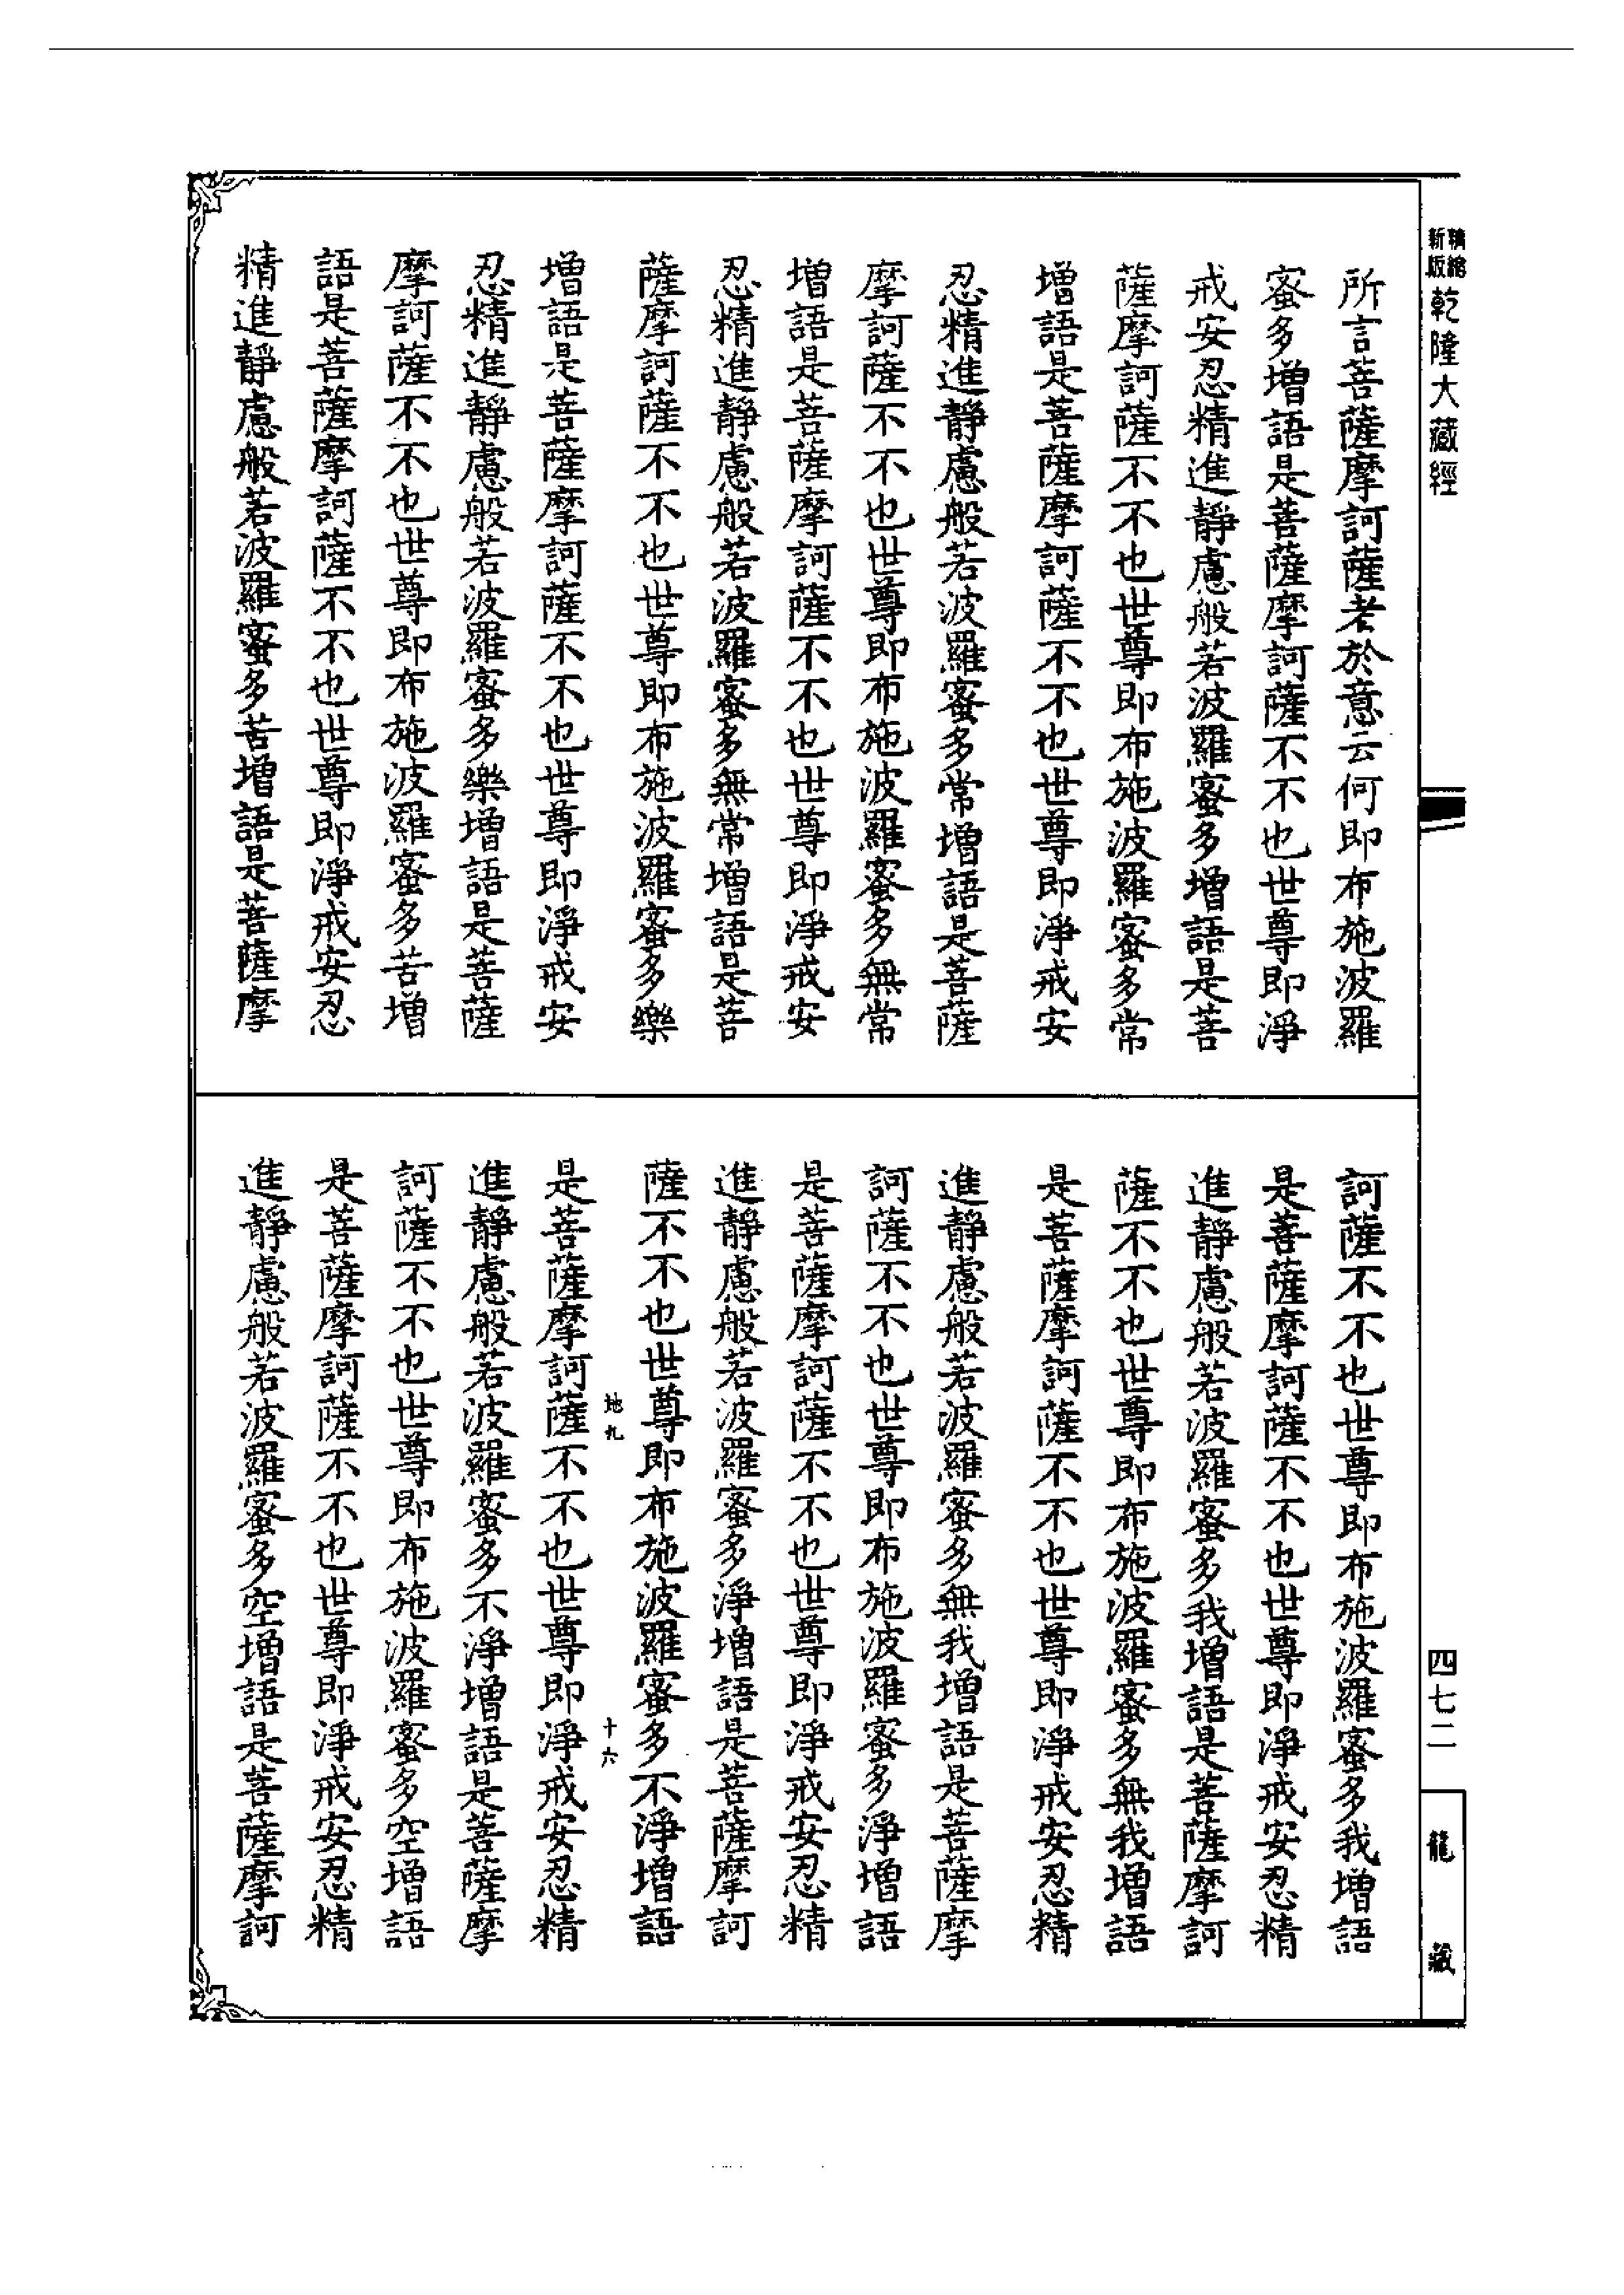 精縮
新版
乾隆大藏經
四七二
龍藏
所言菩薩摩訶薩者於意云何即布施波羅
蜜多增語是菩薩摩訶薩不不也世尊即淨
戒安忍精進靜慮般若波羅蜜多增語是菩
薩摩訶薩不不也世尊即布施波羅蜜多常
增語是菩薩摩訶薩不不也世尊即淨戒安
忍精進靜慮般若波羅蜜多常增語是菩薩
摩訶薩不不也世尊即布施波羅蜜多無常
增語是菩薩摩訶薩不不也世尊即淨戒安
忍精進靜慮般若波羅蜜多無常增語是菩
薩摩訶薩不不也世尊即布施波羅蜜多樂
增語是菩薩摩訶薩不不也世尊即淨戒安
忍精進靜慮般若波羅蜜多樂增語是菩薩
摩訶薩不不也世尊即布施波羅蜜多苦增
語是菩薩摩訶薩不不也世尊即淨戒安忍
精進靜慮般若波羅蜜多苦增語是菩薩摩
訶薩不不也世尊即布施波羅蜜多我增語
是菩薩摩訶薩不不也世尊即淨戒安忍精
進靜慮般若波羅蜜多我增語是菩薩摩訶
薩不不也世尊即布施波羅蜜多無我增語
是菩薩摩訶薩不不也世尊即淨戒安忍精
進靜慮般若波羅蜜多無我增語是菩薩摩
訶薩不不也世尊即布施波羅蜜多淨增語
是菩薩摩訶薩不不也世尊即淨戒安忍精
進靜慮般若波羅蜜多淨增語是菩薩摩訶
薩不不也世尊即布施波羅蜜多不淨增語
地九
十六
是菩薩摩訶薩不不也世尊即淨戒安忍精
進靜慮般若波羅蜜多不淨增語是菩薩摩
訶薩不不也世尊即布施波羅蜜多空增語
是菩薩摩訶薩不不也世尊即淨戒安忍精
進靜慮般若波羅蜜多空增語是菩薩摩訶